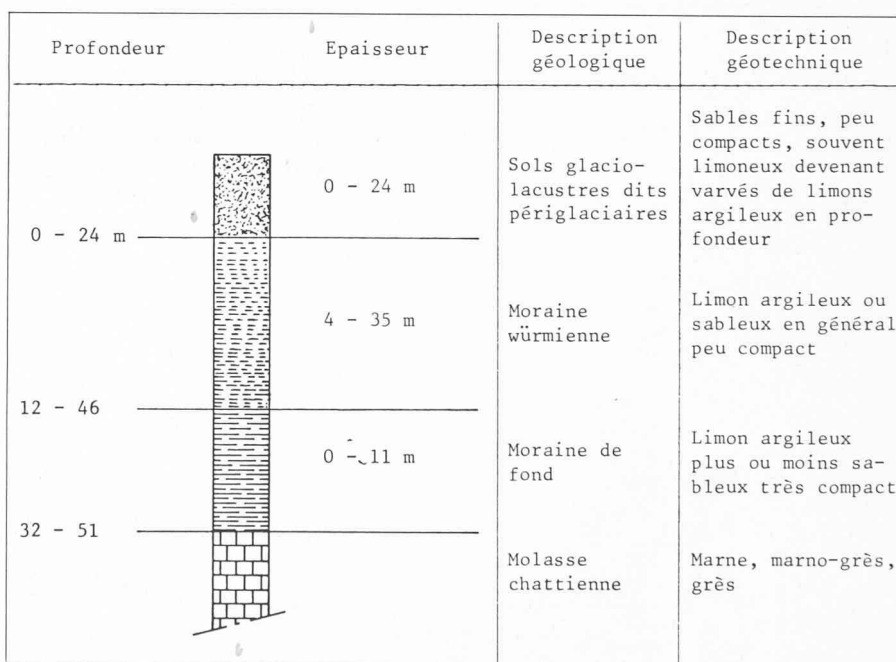 Profondeur
Epaisseur
Description
géologique
Description
géotechnique
0 - 24 m
Sols glacio-
lacustres dits
périglaciaires
Sables fins, peu
compacts, souvent
limoneux devenant
varvés de limons
argileux en pro-
fondeur
0 - 24 m
4 - 35 m
Moraine
würmienne
Limon argileux ou
sableux en général
peu compact
12 - 46
0 - 11 m
Moraine de
fond
Limon argileux
plus ou moins sa-
bleux très compact
32 - 51
Molasse
chattienne
Marne, marno-grès,
grès